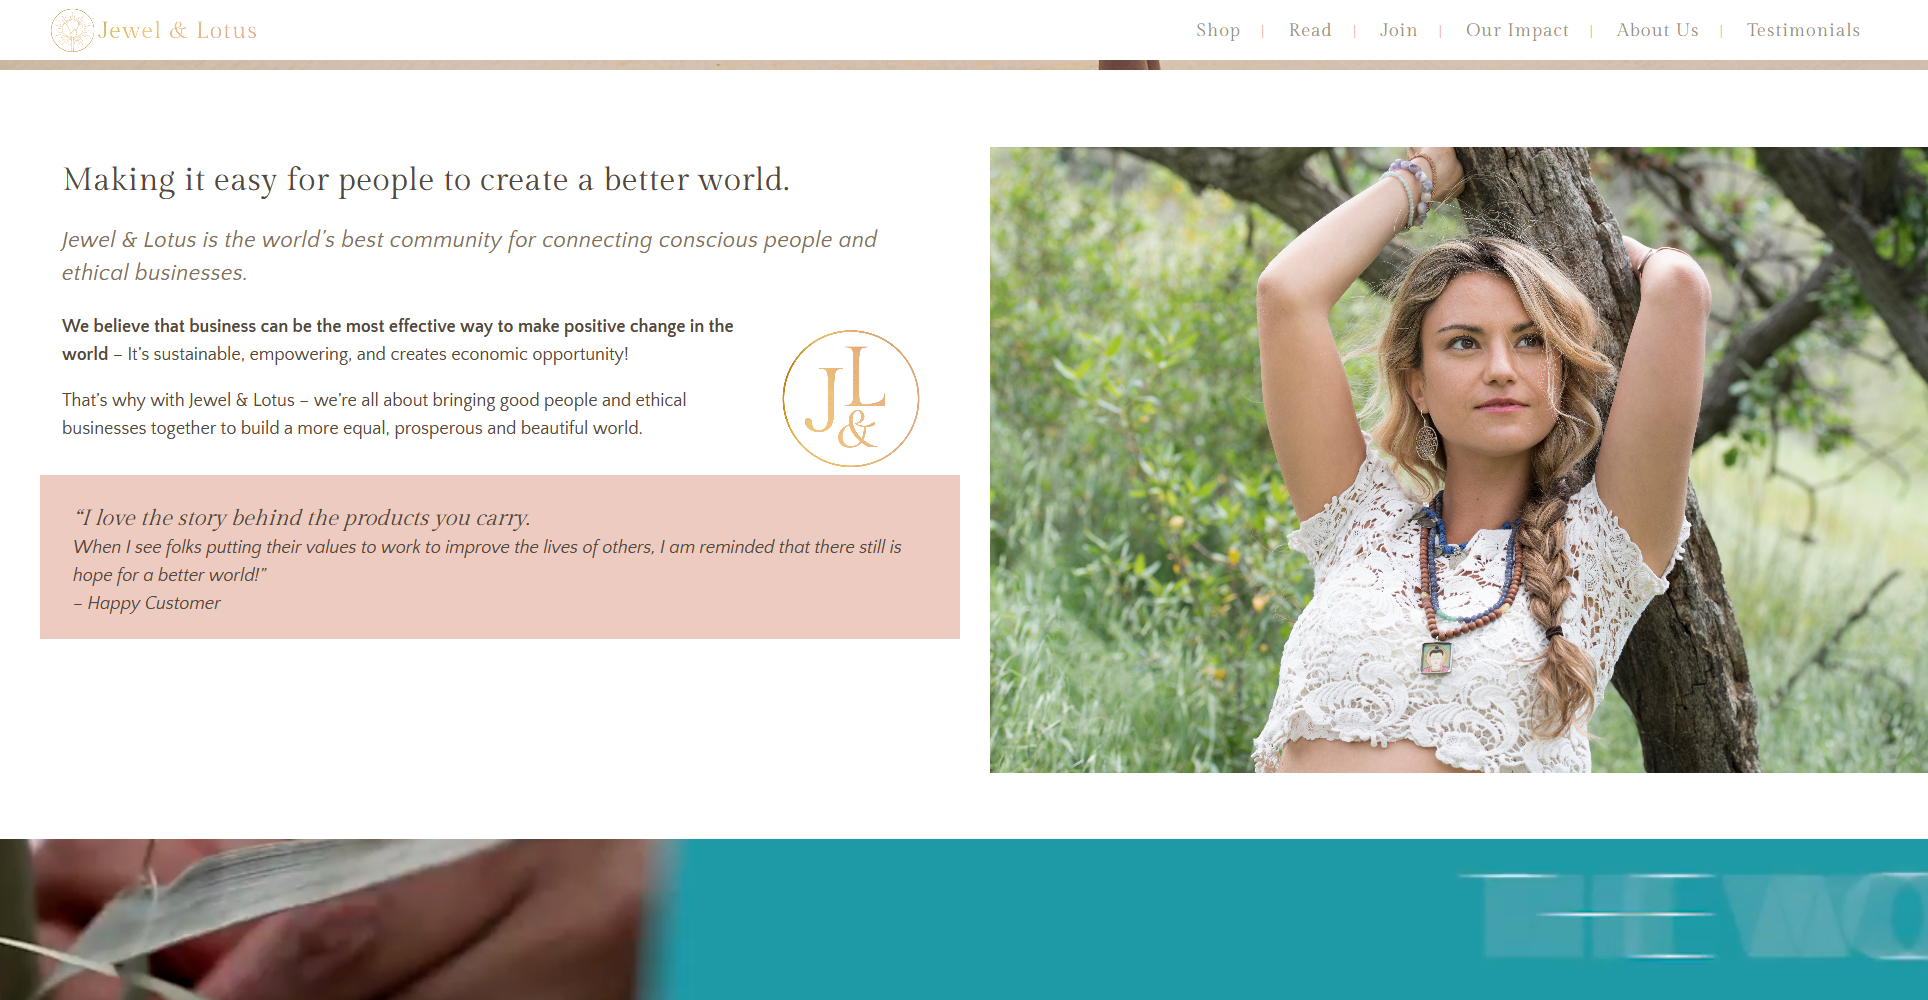 Jewel & Lotus
Shop | Read | Join | Our Impact | About Us | Testimonials
Making it easy for people to create a better world.
Jewel & Lotus is the world’s best community for connecting conscious people and
ethical businesses.
We believe that business can be the most effective way to make positive change in the
world – It’s sustainable, empowering, and creates economic opportunity!
That’s why with Jewel & Lotus – we’re all about bringing good people and ethical
businesses together to build a more equal, prosperous and beautiful world.
JL&
“I love the story behind the products you carry.
When I see folks putting their values to work to improve the lives of others, I am reminded that there still is
hope for a better world!”
– Happy Customer